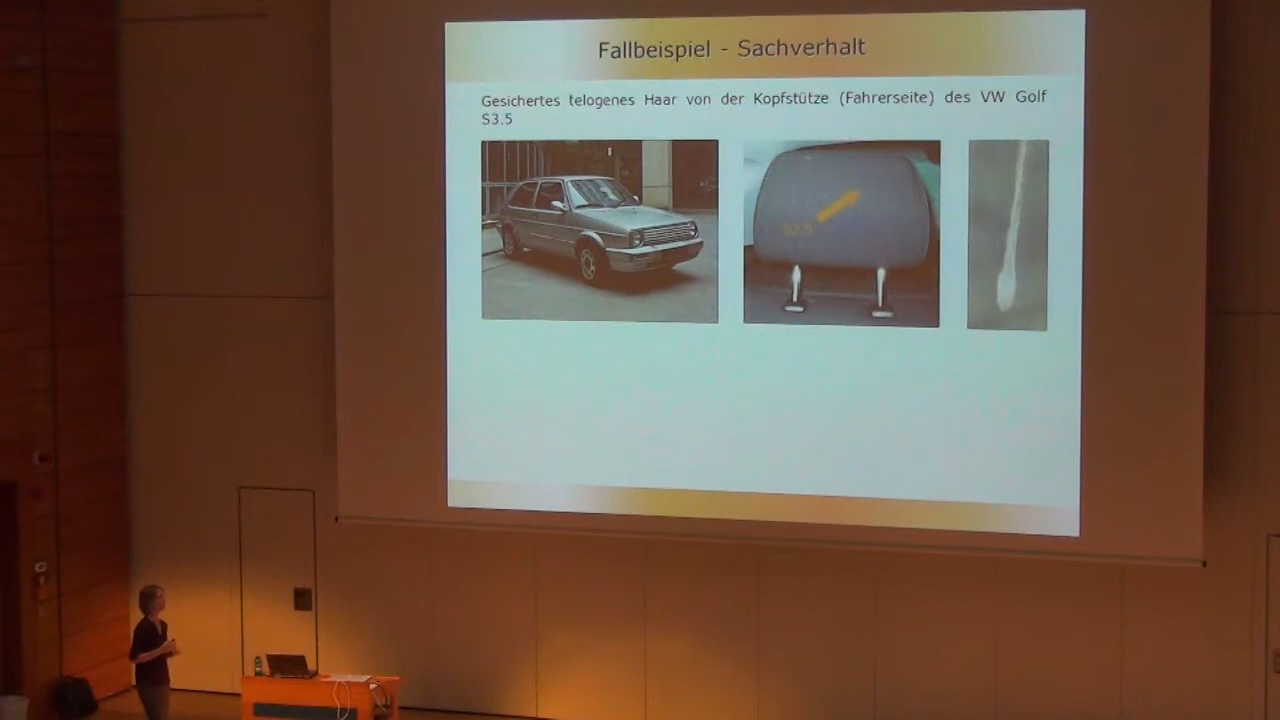 Fallbeispiel - Sachverhalt
Gesichertes telogenes Haar von der Kopfstütze (Fahrerseite) des VW Golf
S3.5
S3.5